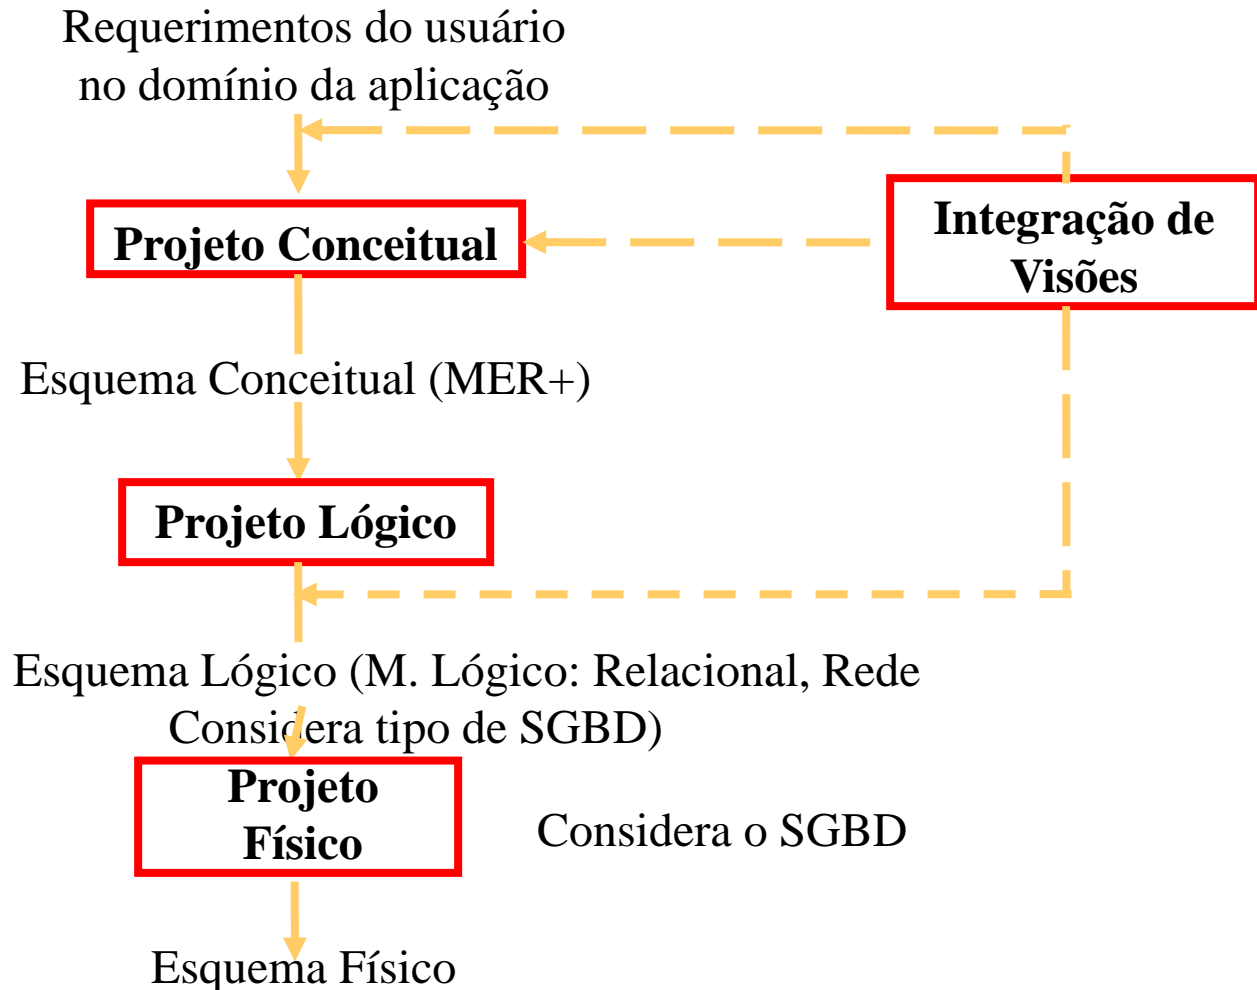 Requerimentos do usuário
no domínio da aplicação
Projeto Conceitual
Integração de
Visões
Esquema Conceitual (MER+)
Projeto Lógico
Esquema Lógico (M. Lógico: Relacional, Rede
Considera tipo de SGBD)
Projeto
Físico
Considera o SGBD
Esquema Físico